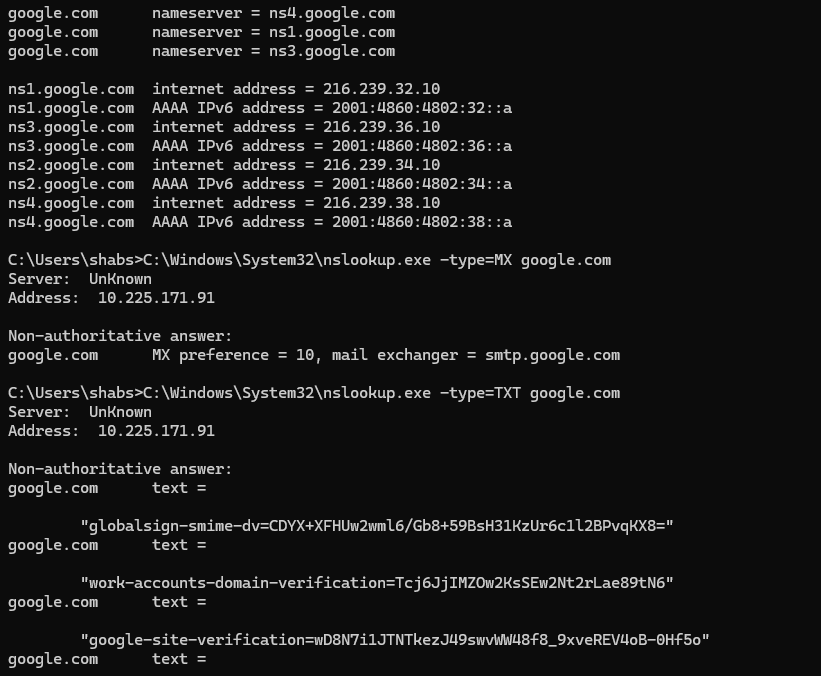 google.com      nameserver = ns4.google.com
google.com      nameserver = ns1.google.com
google.com      nameserver = ns3.google.com
ns1.google.com  internet address = 216.239.32.10
ns1.google.com  AAAA IPv6 address = 2001:4860:4802:32::a
ns3.google.com  internet address = 216.239.36.10
ns3.google.com  AAAA IPv6 address = 2001:4860:4802:36::a
ns2.google.com  internet address = 216.239.34.10
ns2.google.com  AAAA IPv6 address = 2001:4860:4802:34::a
ns4.google.com  internet address = 216.239.38.10
ns4.google.com  AAAA IPv6 address = 2001:4860:4802:38::a
C:\Users\shabs>C:\Windows\System32\nslookup.exe -type=MX google.com
Server:  UnKnown
Address:  10.225.171.91
Non-authoritative answer:
google.com      MX preference = 10, mail exchanger = smtp.google.com
C:\Users\shabs>C:\Windows\System32\nslookup.exe -type=TXT google.com
Server:  UnKnown
Address:  10.225.171.91
Non-authoritative answer:
google.com      text =
"globalsign-smime-dv=CDYX+XFHUw2wml6/Gb8+59BsH31KzUr6c1l2BPvqKX8="
google.com      text =
"work-accounts-domain-verification=Tcj6JjIMZOw2KsSEw2Nt2rLae89tN6"
google.com      text =
"google-site-verification=wD8N7i1JTNTkezJ49swvWW48f8_9xveREV4oB-0Hf5o"
google.com      text =